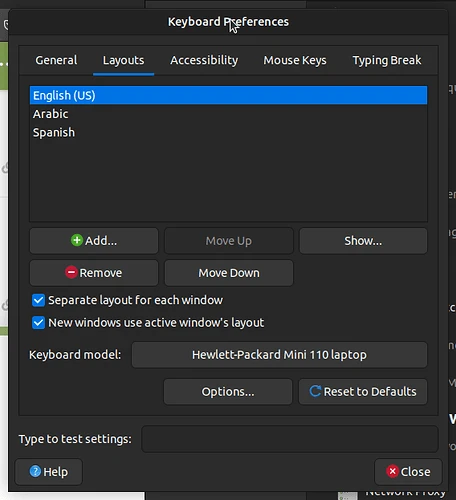 Keyboard Preferences
General Layouts Accessibility Mouse Keys Typing Break
English (US)
Arabic
Spanish
Add... Move Up Show...
Remove Move Down
Separate layout for each window
New windows use active window's layout
Keyboard model: Hewlett-Packard Mini 110 laptop
Options... Reset to Defaults
Type to test settings:
Help Close
Network Proxy